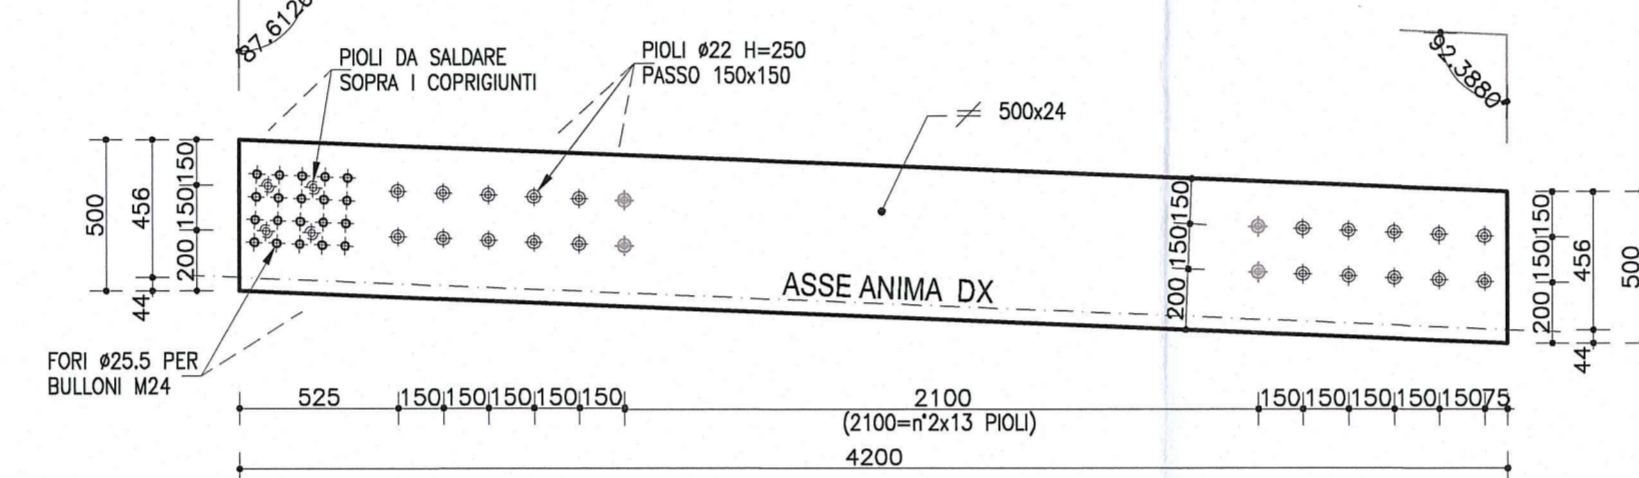 87.6120
PIOLI DA SALDARE
SOPRA I COPRIGIUNTI
PIOLI ø22 H=250
PASSO 150x150
500x24
92.3880
500
456
44
150
150
200
ASSE ANIMA DX
150
150
200
150
150
200
456
44
500
FORI ø25.5 PER
BULLONI M24
525 150 150 150 150 150 2100 150 150 150 150 150 75
(2100=n°2x13 PIOLI)
4200